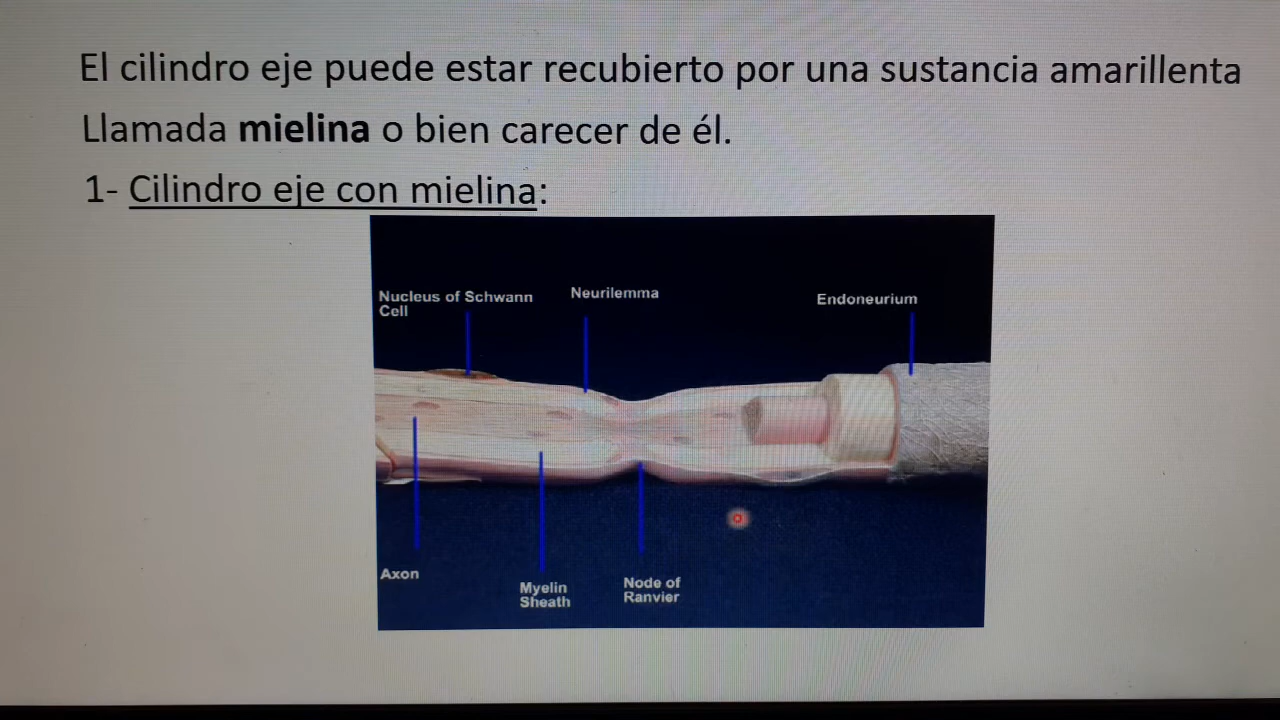 El cilindro eje puede estar recubierto por una sustancia amarillenta
Llamada mielina o bien carecer de él.
1- Cilindro eje con mielina:
Nucleus of Schwann
Cell
Neurilemma
Endoneurium
Axon
Myelin
Sheath
Node of
Ranvier